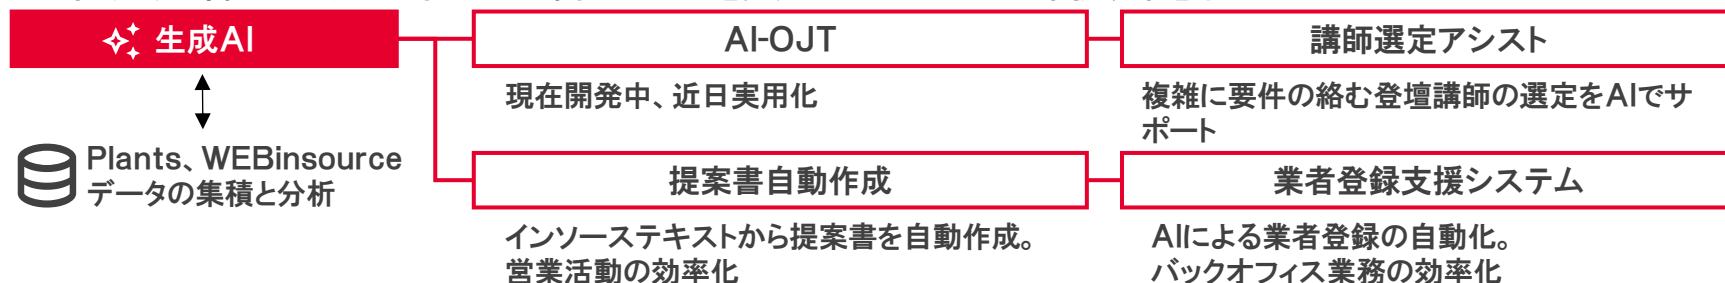 生成AI
Plants、WEBinsource
データの集積と分析
AI-OJT
現在開発中、近日実用化
講師選定アシスト
複雑に要件の絡む登壇講師の選定をAIでサ
ポート
提案書自動作成
インソーステキストから提案書を自動作成。
営業活動の効率化
業者登録支援システム
AIによる業者登録の自動化。
バックオフィス業務の効率化